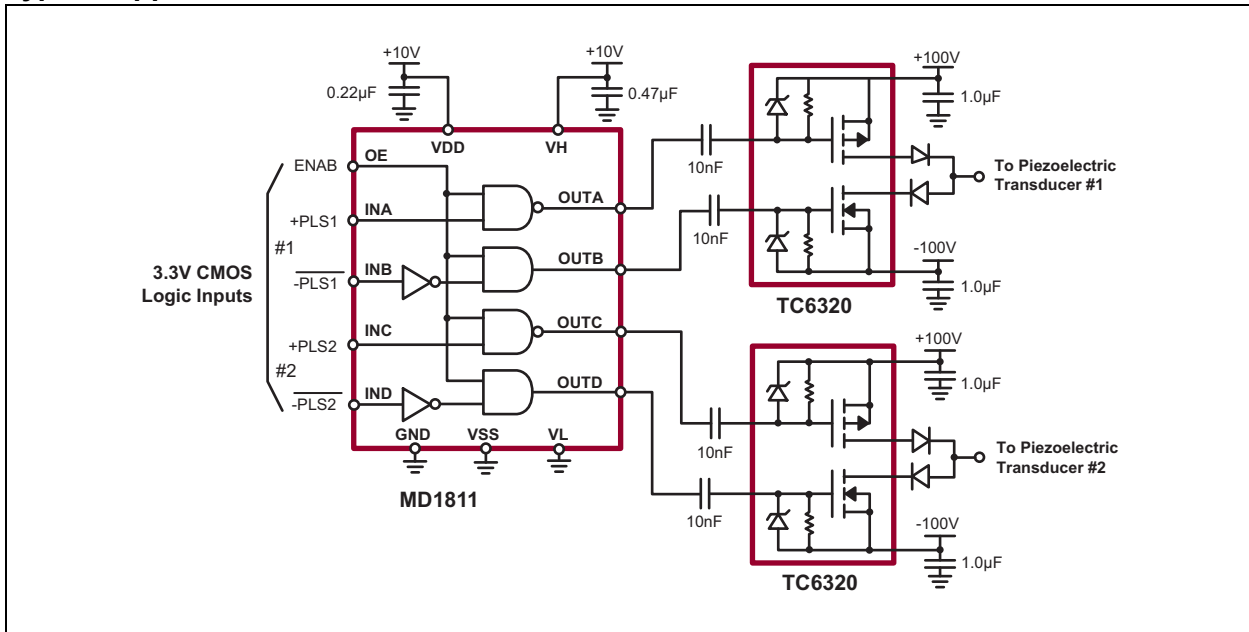 +10V
+10V
+100V
0.22µF
0.47µF
1.0µF
VDD
VH
ENAB
OE
10nF
To Piezoelectric
Transducer #1
OUTA
+PLS1
INA
#1
10nF
-100V
3.3V CMOS
Logic Inputs
-PLS1
INB
OUTB
1.0µF
TC6320
INC
OUTC
+PLS2
+100V
#2
1.0µF
IND
OUTD
-PLS2
GND
VSS
VL
10nF
To Piezoelectric
Transducer #2
MD1811
10nF
-100V
1.0µF
TC6320